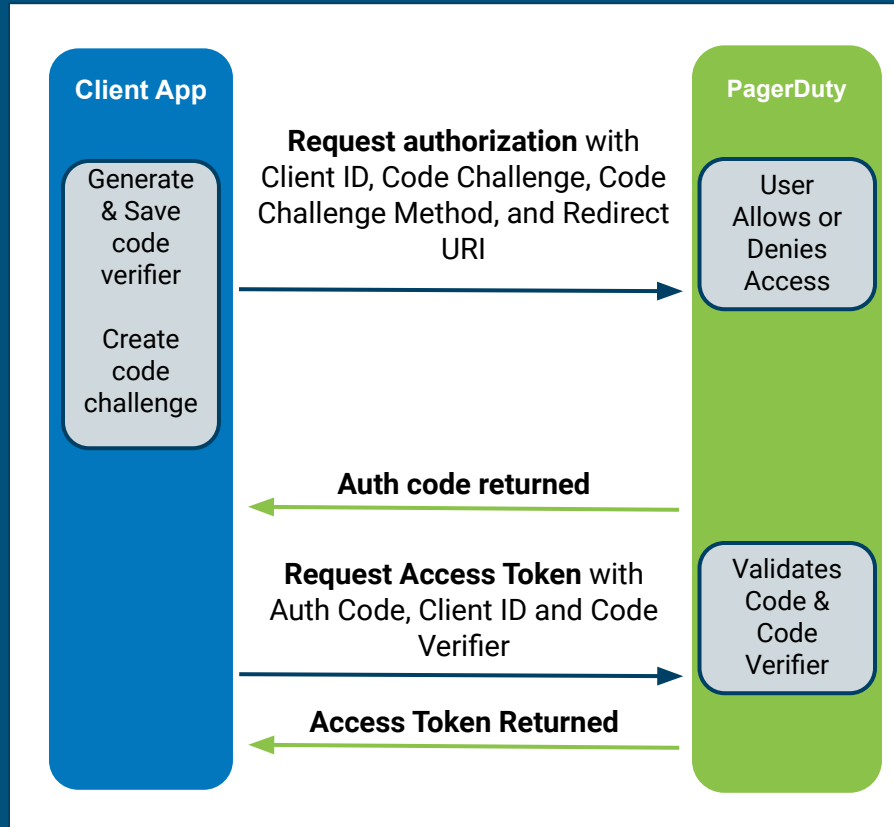 Client App
PagerDuty
Request authorization with
Client ID, Code Challenge, Code
Challenge Method, and Redirect
URI
Generate
& Save
code
verifier
Create
code
challenge
User
Allows or
Denies
Access
Auth code returned
Request Access Token with
Auth Code, Client ID and Code
Verifier
Validates
Code &
Code
Verifier
Access Token Returned